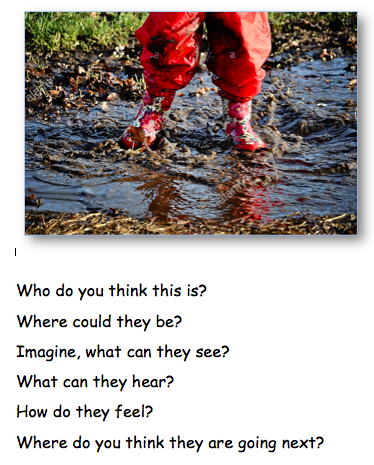 Who do you think this is?
Where could they be?
Imagine, what can they see?
What can they hear?
How do they feel?
Where do you think they are going next?